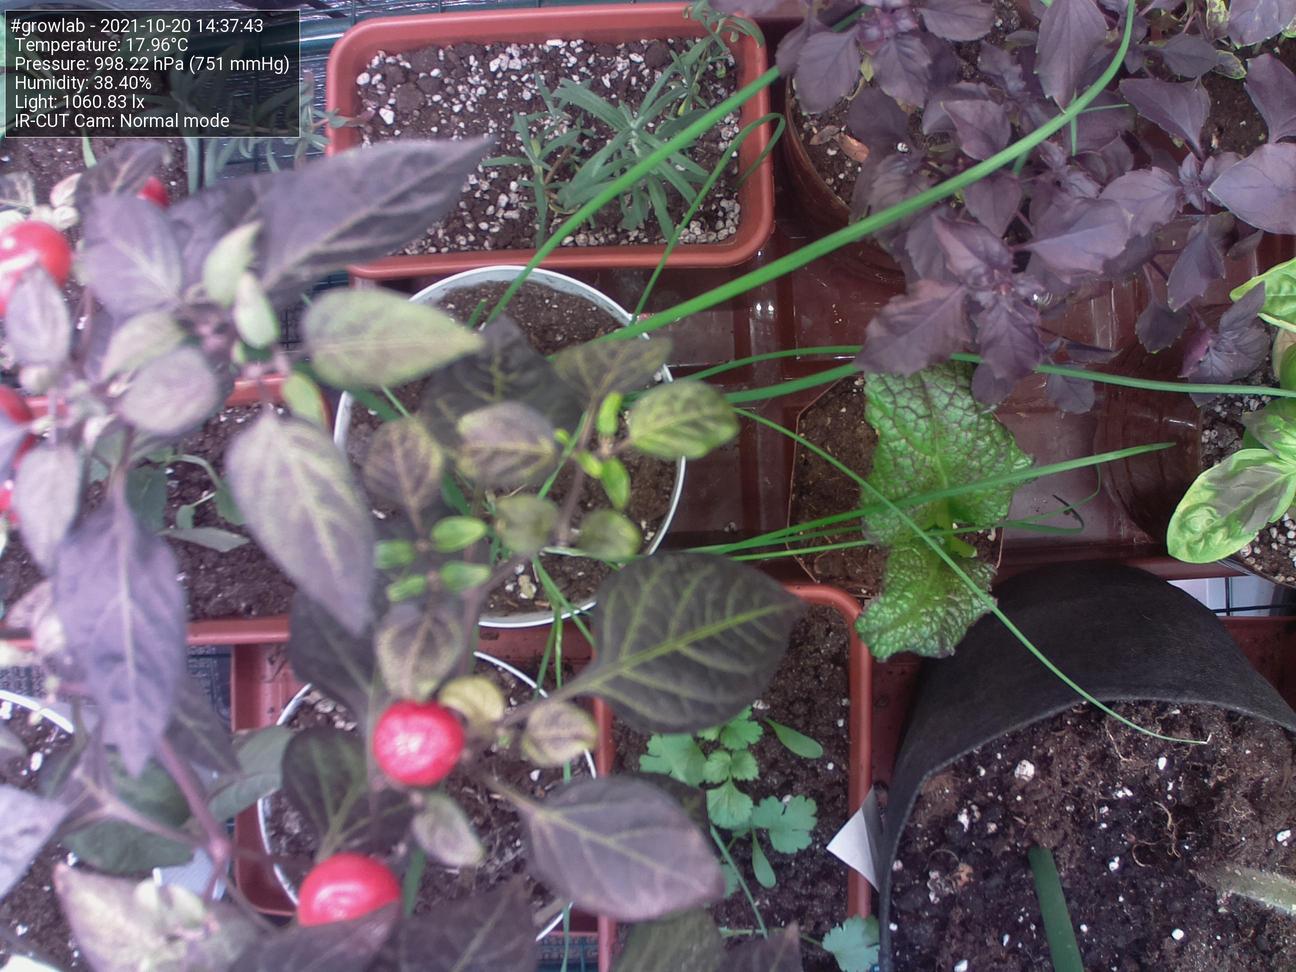 #growlab - 2021-10-20 14:37:43
Temperature: 17.96°C
Pressure: 998.22 hPa (751 mmHg)
Humidity: 38.40%
Light: 1060.83 lx
IR-CUT Cam: Normal mode